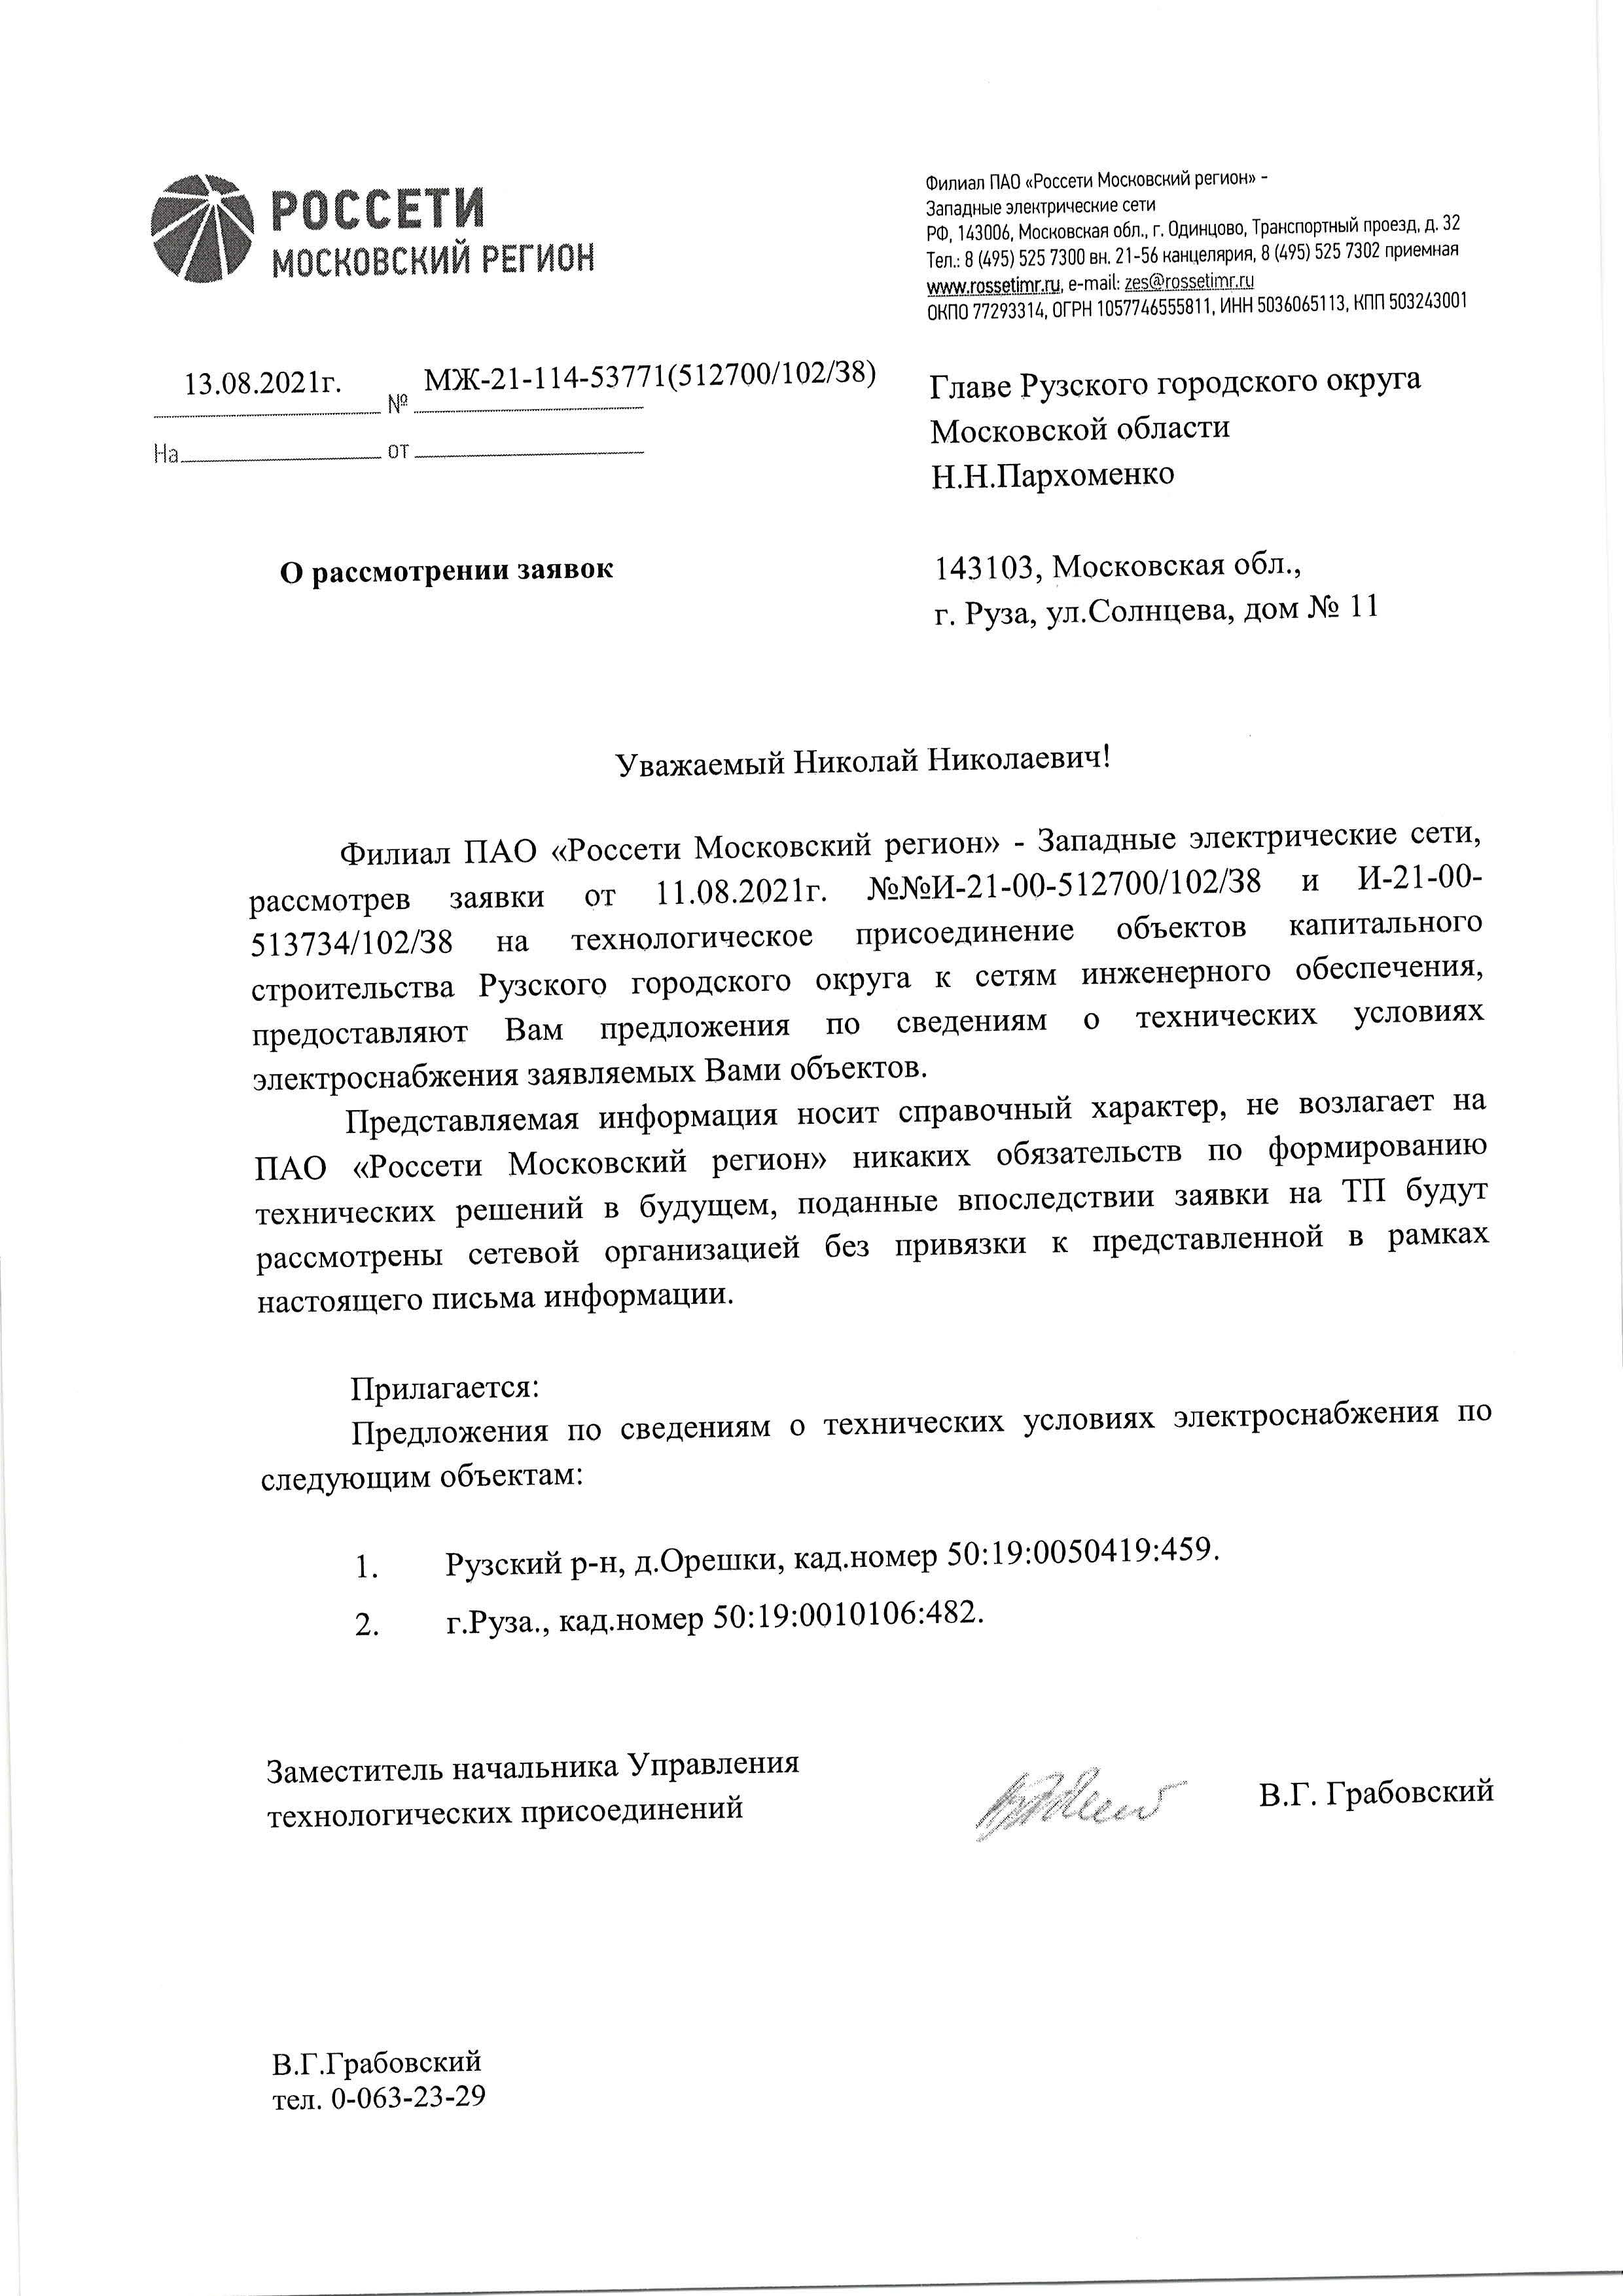 РОССЕТИ
МОСКОВСКИЙ РЕГИОН
Филиал ПАО «Россети Московский регион» -
Западные электрические сети
РФ, 143006, Московская обл., г. Одинцово, Транспортный проезд, д. 32
Тел.: 8 (495) 525 7300 вн. 21-56 канцелярия, 8 (495) 525 7302 приемная
www.rossetimr.ru, e-mail: zes@rossetimr.ru
ОКПО 77293314, ОГРН 1057746555811, ИНН 5036065113, КПП 503243001
13.08.2021г. № МЖ-21-114-53771(512700/102/38)
На от
Главе Рузского городского округа
Московской области
Н.Н.Пархоменко
О рассмотрении заявок
143103, Московская обл.,
г. Руза, ул.Солнцева, дом № 11
Уважаемый Николай Николаевич!
Филиал ПАО «Россети Московский регион» - Западные электрические сети,
рассмотрев заявки от 11.08.2021г. №№И-21-00-512700/102/38 и И-21-00-
513734/102/38 на технологическое присоединение объектов капитального
строительства Рузского городского округа к сетям инженерного обеспечения,
предоставляют Вам предложения по сведениям о технических условиях
электроснабжения заявляемых Вами объектов.
Представляемая информация носит справочный характер, не возлагает на
ПАО «Россети Московский регион» никаких обязательств по формированию
технических решений в будущем, поданные впоследствии заявки на ТП будут
рассмотрены сетевой организацией без привязки к представленной в рамках
настоящего письма информации.
Прилагается:
Предложения по сведениям о технических условиях электроснабжения по
следующим объектам:
1. Рузский р-н, д.Орешки, кад.номер 50:19:0050419:459.
2. г.Руза., кад.номер 50:19:0010106:482.
Заместитель начальника Управления
технологических присоединений
В.Г. Грабовский
В.Г.Грабовский
тел. 0-063-23-29